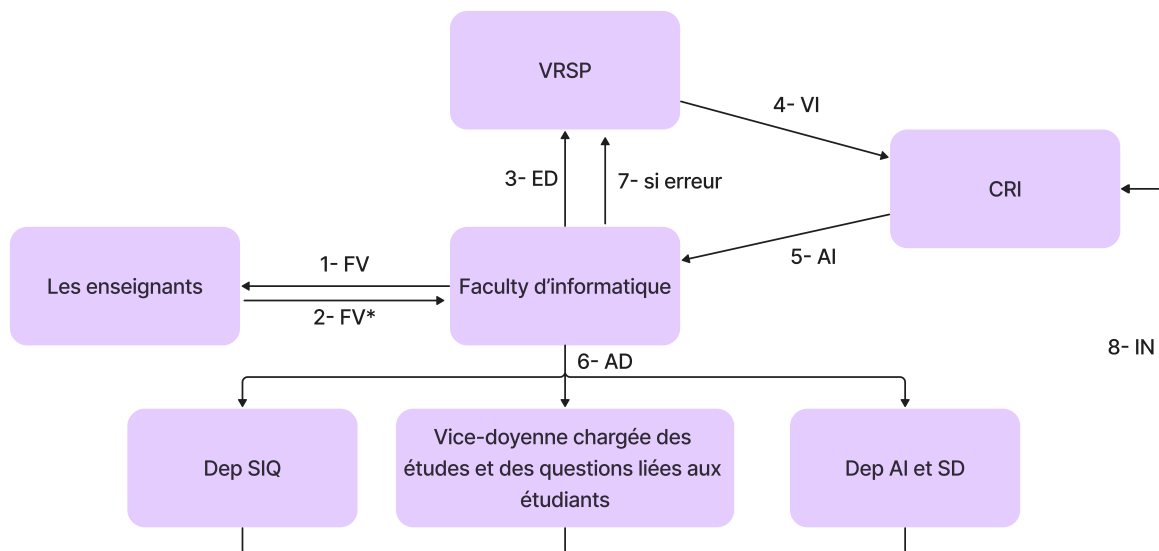 VRSP
4- VI
CRI
3- ED
7- si erreur
5- AI
Les enseignants
1- FV
2- FV*
Faculty d’informatique
8- IN
6- AD
Dep SIQ
Vice-doyenne chargée des
études et des questions liées aux
étudiants
Dep AI et SD